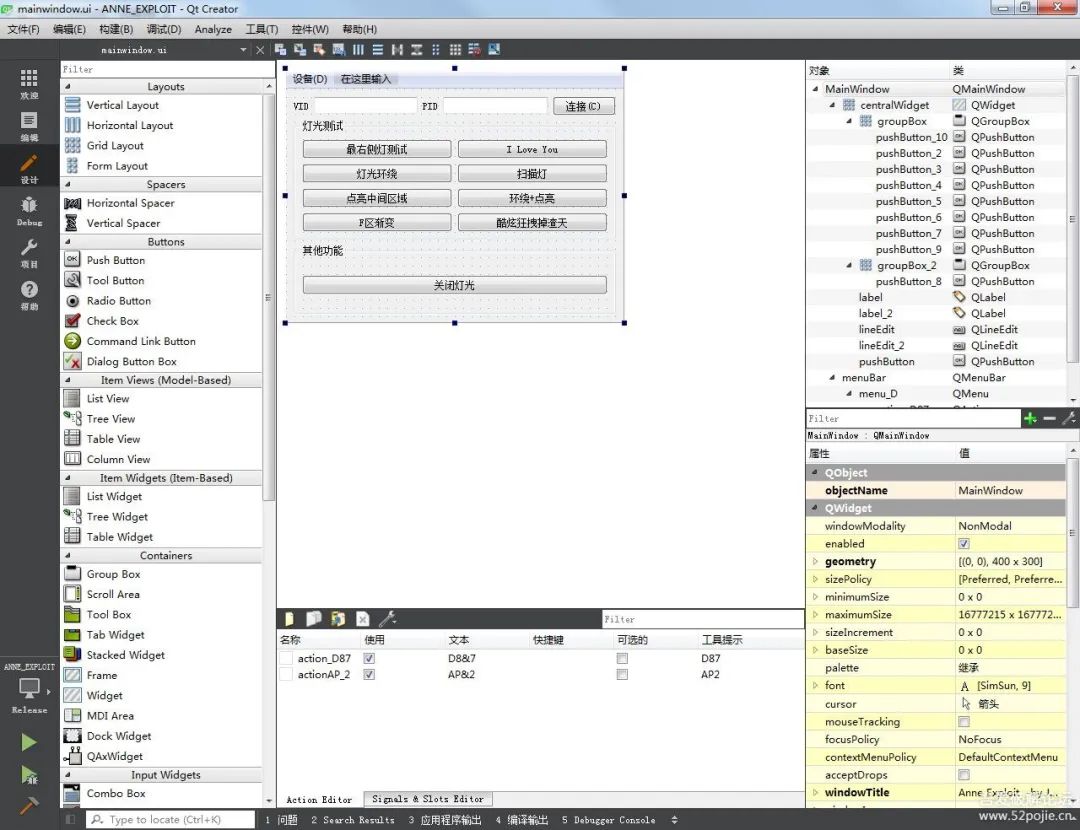 mainwindow.ui - ANNE_EXPLOIT - Qt Creator
文件(F) 编辑(E) 构建(B) 调试(D) Analyze 工具(T) 控件(W) 帮助(H)
mainwindow.ui
欢迎
编辑
设计
Debug
项目
帮助
ANNE_EXPLOIT
Release
Filter
Layouts
Vertical Layout
Horizontal Layout
Grid Layout
Form Layout
Spacers
Horizontal Spacer
Vertical Spacer
Buttons
Push Button
Tool Button
Radio Button
Check Box
Command Link Button
Dialog Button Box
Item Views (Model-Based)
List View
Tree View
Table View
Column View
Item Widgets (Item-Based)
List Widget
Tree Widget
Table Widget
Containers
Group Box
Scroll Area
Tool Box
Tab Widget
Stacked Widget
Frame
Widget
MDI Area
Dock Widget
QAxWidget
Input Widgets
Combo Box
设备(D) 在这里输入
VID PID 连接(C)
灯光测试
最右侧灯测试 I Love You
灯光环绕 扫描灯
点亮中间区域 环绕+点亮
F区渐变 酷炫狂拽掉渣天
其他功能
关闭灯光
Filter
名称 使用 文本 快捷键 可选的 工具提示
action_D87 D8&7 D87
actionAP_2 AP&2 AP2
Action Editor Signals & Slots Editor
对象 类
MainWindow QMainWindow
centralWidget QWidget
groupBox QGroupBox
pushButton_10 QPushButton
pushButton_2 QPushButton
pushButton_3 QPushButton
pushButton_4 QPushButton
pushButton_5 QPushButton
pushButton_6 QPushButton
pushButton_7 QPushButton
pushButton_9 QPushButton
groupBox_2 QGroupBox
pushButton_8 QPushButton
label QLabel
label_2 QLabel
lineEdit QLineEdit
lineEdit_2 QLineEdit
pushButton QPushButton
menuBar QMenuBar
menu_D QMenu
Filter
MainWindow : QMainWindow
属性 值
QObject
objectName MainWindow
QWidget
windowModality NonModal
enabled
geometry [(0, 0), 400 x 300]
sizePolicy [Preferred, Preferre...
minimumSize 0 x 0
maximumSize 16777215 x 167772...
sizeIncrement 0 x 0
baseSize 0 x 0
palette 继承
font A [SimSun, 9]
cursor 箭头
mouseTracking
focusPolicy NoFocus
contextMenuPolicy DefaultContextMenu
acceptDrops
windowTitle Anne Exploit
吾爱破解论坛
www.52pojie.cn
Type to locate (Ctrl+K) 1 问题 2 Search Results 3 应用程序输出 4 编译输出 5 Debugger Console